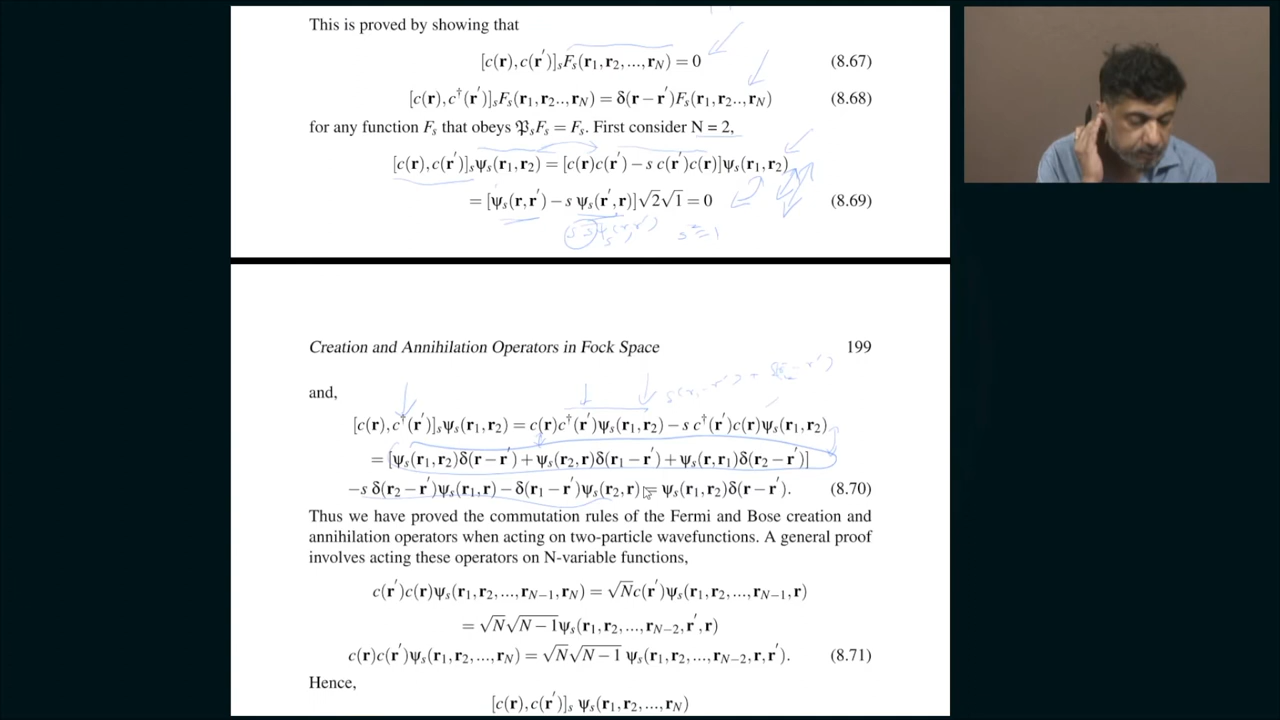 This is proved by showing that
[c(r), c(r′)]ₛFₛ(r₁, r₂, ..., r_N) = 0 (8.67)
[c(r), c†(r′)]ₛFₛ(r₁, r₂.., r_N) = δ(r − r′)Fₛ(r₁, r₂.., r_N) (8.68)
for any function Fₛ that obeys 𝔓ₛFₛ = Fₛ. First consider N = 2,
[c(r), c(r′)]ₛψₛ(r₁, r₂) = [c(r)c(r′) − s c(r′)c(r)]ψₛ(r₁, r₂)
= [ψₛ(r, r′) − s ψₛ(r′, r)]√2√1 = 0 (8.69)
s s ψₛ(r, r′) s² = 1
Creation and Annihilation Operators in Fock Space 199
and,
[c(r), c†(r′)]ₛψₛ(r₁, r₂) = c(r)c†(r′)ψₛ(r₁, r₂) − s c†(r′)c(r)ψₛ(r₁, r₂)
= [ψₛ(r₁, r₂)δ(r − r′) + ψₛ(r₂, r)δ(r₁ − r′) + ψₛ(r, r₁)δ(r₂ − r′)]
−s δ(r₂ − r′)ψₛ(r₁, r) − δ(r₁ − r′)ψₛ(r₂, r) = ψₛ(r₁, r₂)δ(r − r′). (8.70)
Thus we have proved the commutation rules of the Fermi and Bose creation and
annihilation operators when acting on two-particle wavefunctions. A general proof
involves acting these operators on N-variable functions,
c(r′)c(r)ψₛ(r₁, r₂, ..., r_{N−1}, r_N) = √N c(r′)ψₛ(r₁, r₂, ..., r_{N−1}, r)
= √N√(N − 1)ψₛ(r₁, r₂, ..., r_{N−2}, r′, r)
c(r)c(r′)ψₛ(r₁, r₂, ..., r_N) = √N√(N − 1) ψₛ(r₁, r₂, ..., r_{N−2}, r, r′). (8.71)
Hence,
[c(r), c(r′)]ₛ ψₛ(r₁, r₂, ..., r_N)